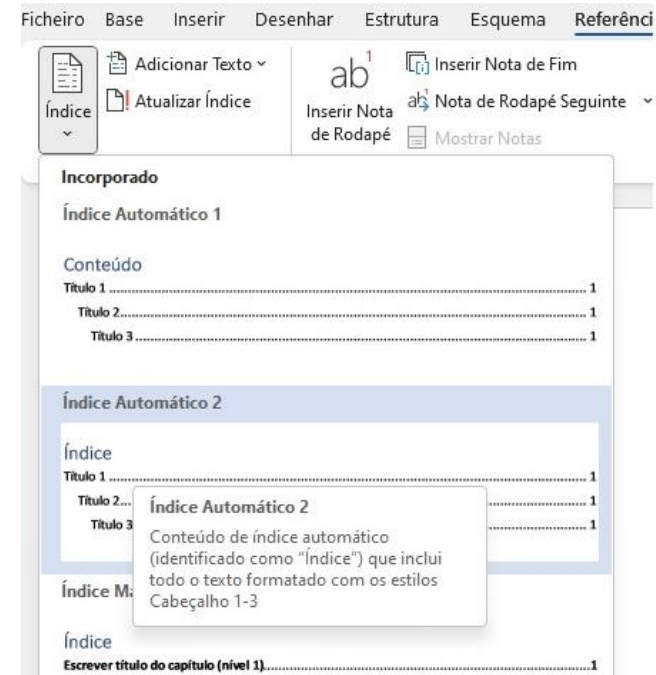 Ficheiro Base Inserir Desenhar Estrutura Esquema Referênci
Índice
Adicionar Texto
Atualizar Índice
ab1
Inserir Nota
de Rodapé
Inserir Nota de Fim
ab Nota de Rodapé Seguinte
Mostrar Notas
Incorporado
Índice Automático 1
Conteúdo
Título 1 ........ 1
Título 2 ........ 1
Título 3 ........ 1
Índice Automático 2
Índice
Título 1 ........ 1
Título 2... ........ 1
Título 3 ........ 1
Índice Automático 2
Conteúdo de índice automático
(identificado como “Índice”) que inclui
todo o texto formatado com os estilos
Cabeçalho 1-3
Índice Ma
Índice
Escrever título do capítulo (nível 1)........1